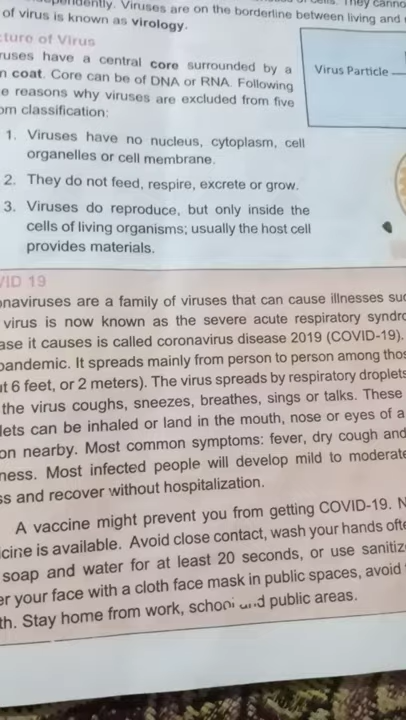 Viruses are on the borderline between living and
of virus is known as virology.
cture of Virus
ruses have a central core surrounded by a
n coat. Core can be of DNA or RNA. Following
e reasons why viruses are excluded from five
om classification:
Virus Particle
1. Viruses have no nucleus, cytoplasm, cell
organelles or cell membrane.
2. They do not feed, respire, excrete or grow.
3. Viruses do reproduce, but only inside the
cells of living organisms; usually the host cell
provides materials.
VID 19
onaviruses are a family of viruses that can cause illnesses suc
virus is now known as the severe acute respiratory syndro
ase it causes is called coronavirus disease 2019 (COVID-19).
pandemic. It spreads mainly from person to person among thos
ut 6 feet, or 2 meters). The virus spreads by respiratory droplets
the virus coughs, sneezes, breathes, sings or talks. These
lets can be inhaled or land in the mouth, nose or eyes of a
on nearby. Most common symptoms: fever, dry cough and
ness. Most infected people will develop mild to moderate
ss and recover without hospitalization.
A vaccine might prevent you from getting COVID-19. N
icine is available. Avoid close contact, wash your hands ofte
soap and water for at least 20 seconds, or use sanitiz
er your face with a cloth face mask in public spaces, avoid
th. Stay home from work, school and public areas.